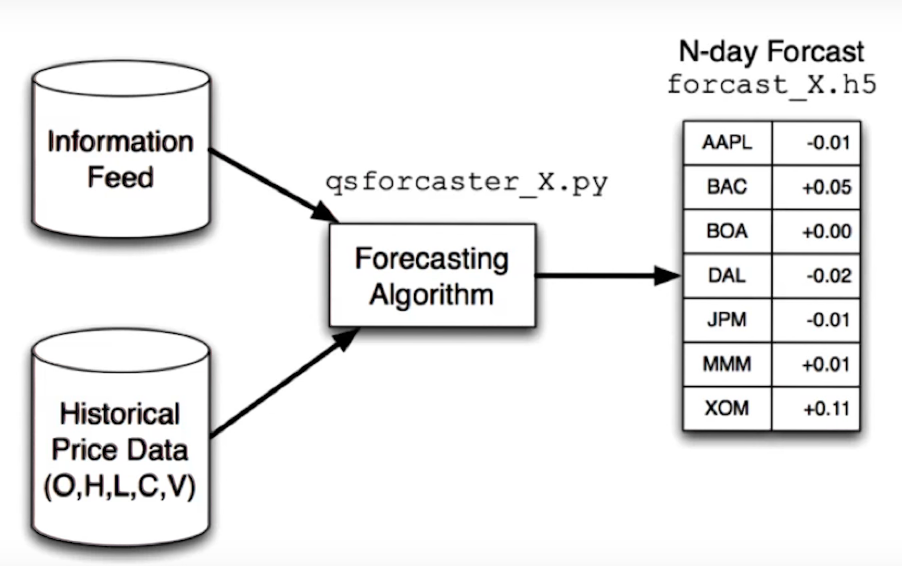 Information
Feed
Historical
Price Data
(O,H,L,C,V)
qsforcaster_X.py
Forecasting
Algorithm
N-day Forcast
forcast_X.h5
AAPL -0.01
BAC +0.05
BOA +0.00
DAL -0.02
JPM -0.01
MMM +0.01
XOM +0.11